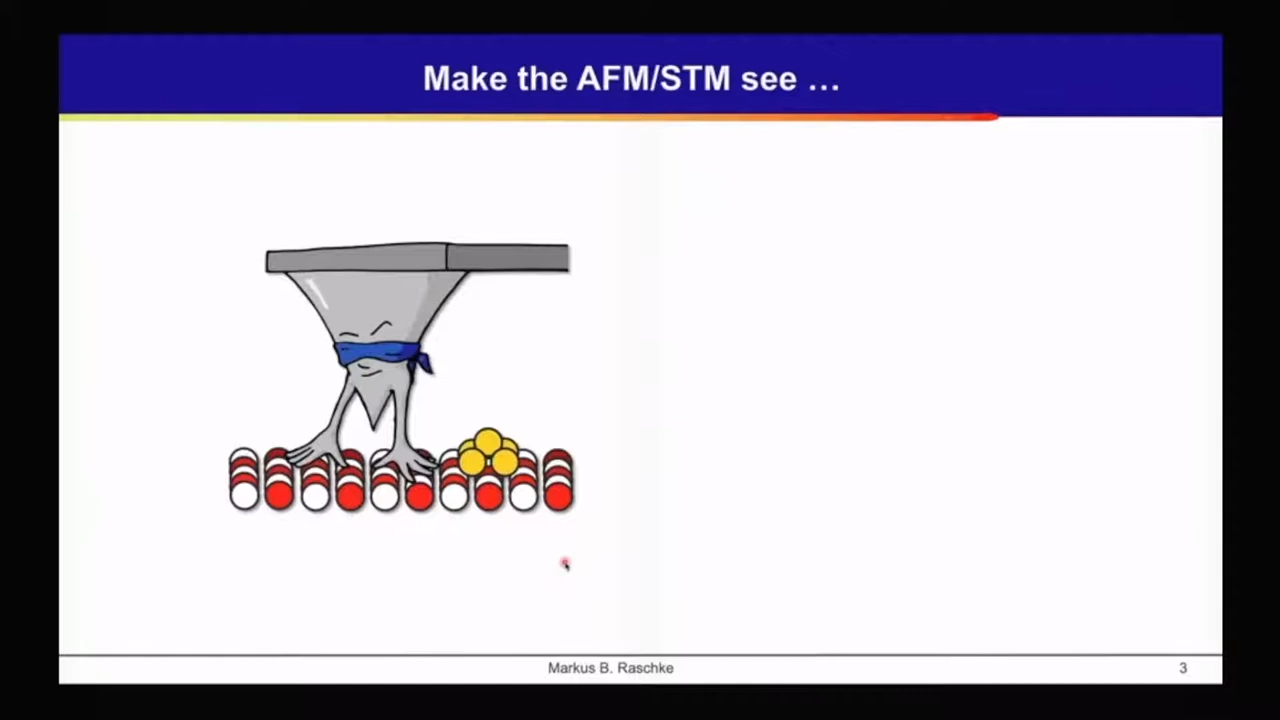 Make the AFM/STM see …
Markus B. Raschke
3